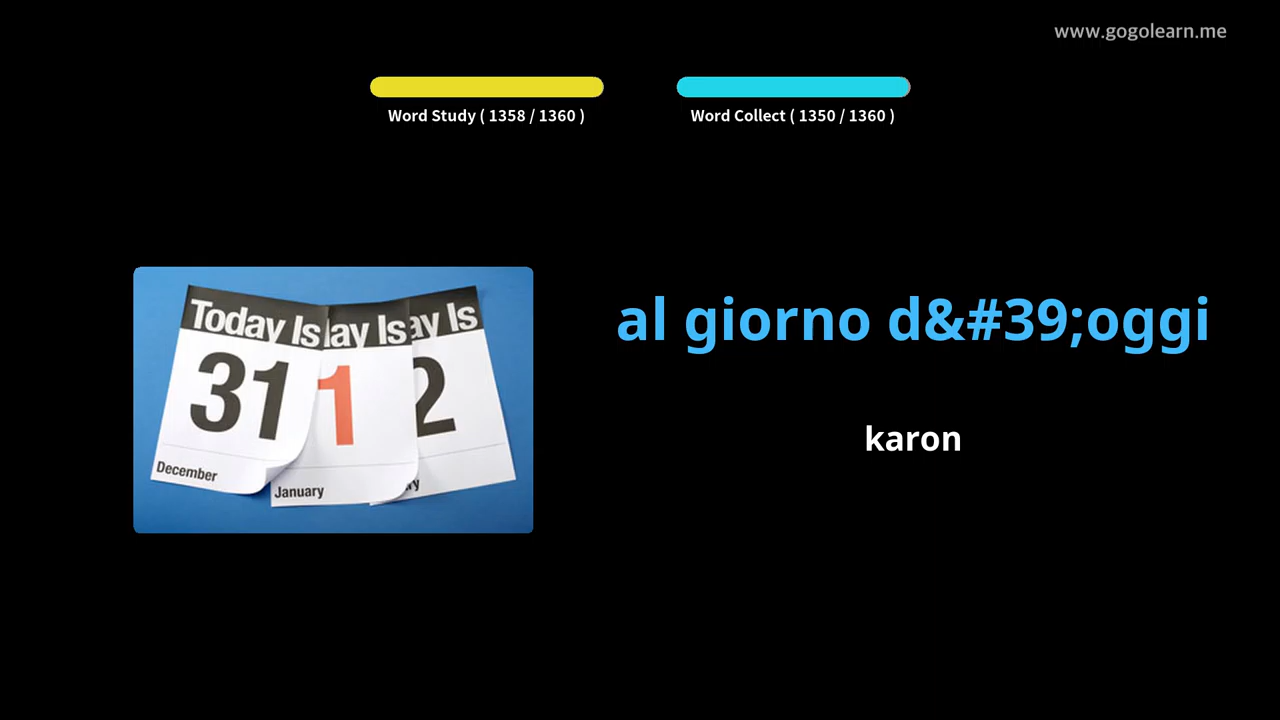 www.gogolearn.me
Word Study ( 1358 / 1360 )
Word Collect ( 1350 / 1360 )
Today Is
ay Is
ay Is
31
1
2
December
January
ry
al giorno d&#39;oggi
karon